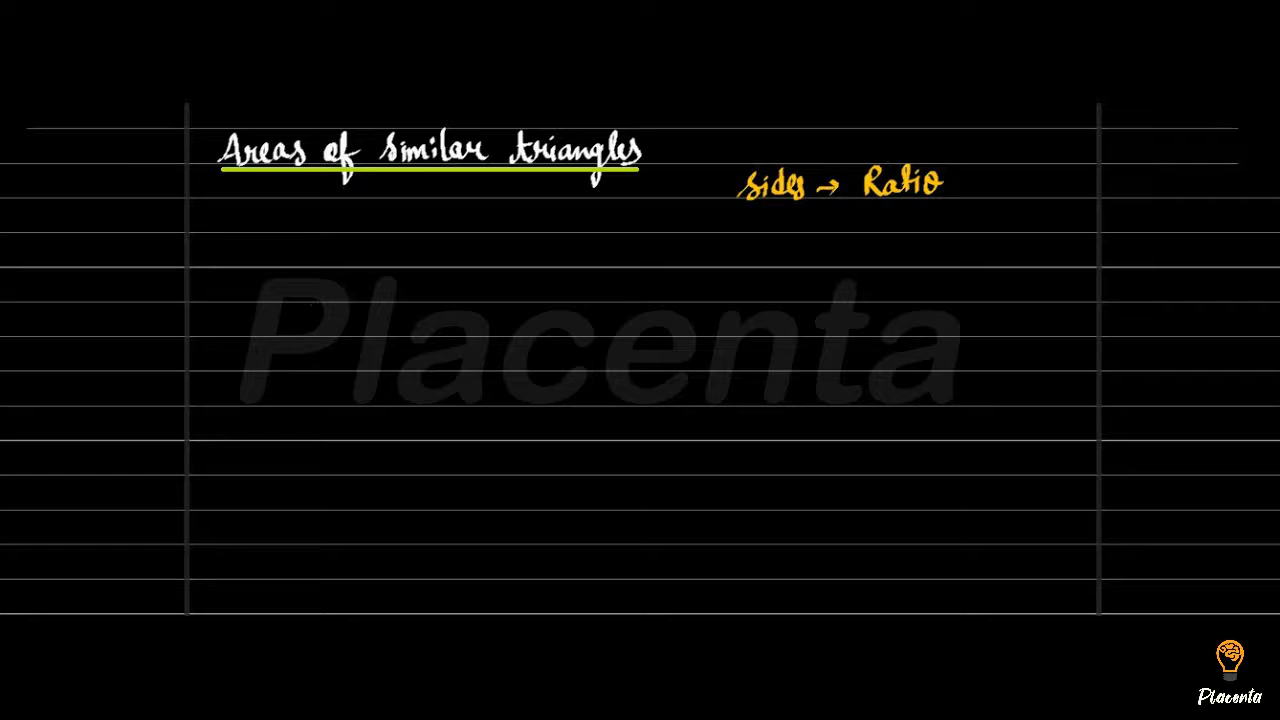 Areas of Similar triangles
Sides → Ratio
Placenta
Placenta